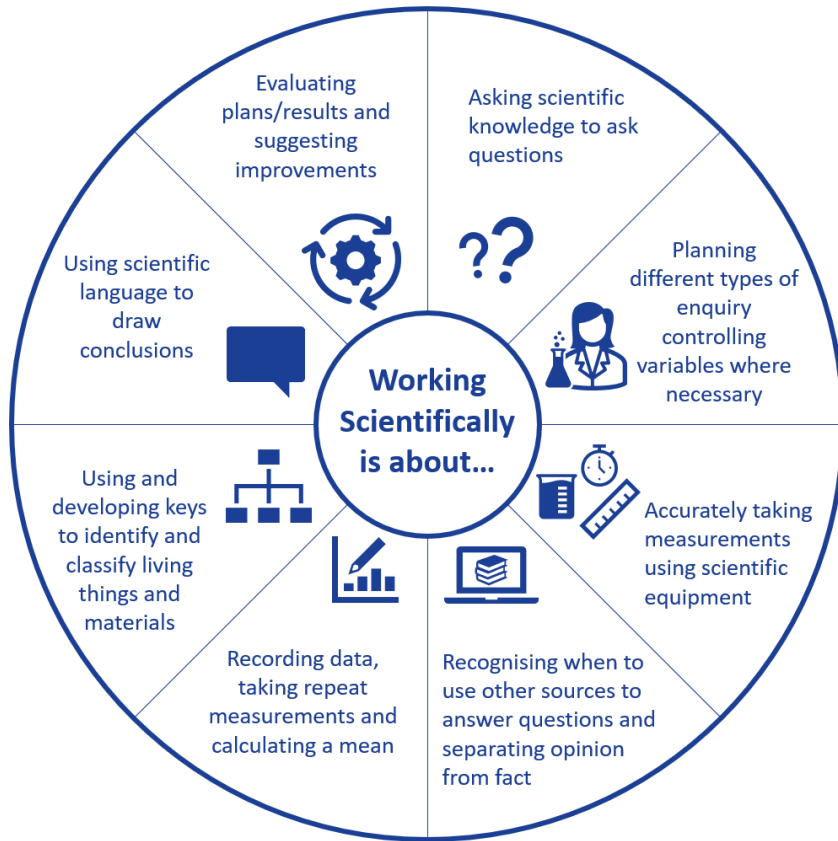 Working
Scientifically
is about…
Asking scientific
knowledge to ask
questions
Planning
different types of
enquiry
controlling
variables where
necessary
Accurately taking
measurements
using scientific
equipment
Recognising when to
use other sources to
answer questions and
separating opinion
from fact
Recording data,
taking repeat
measurements and
calculating a mean
Using and
developing keys
to identify and
classify living
things and
materials
Using scientific
language to
draw
conclusions
Evaluating
plans/results and
suggesting
improvements
??